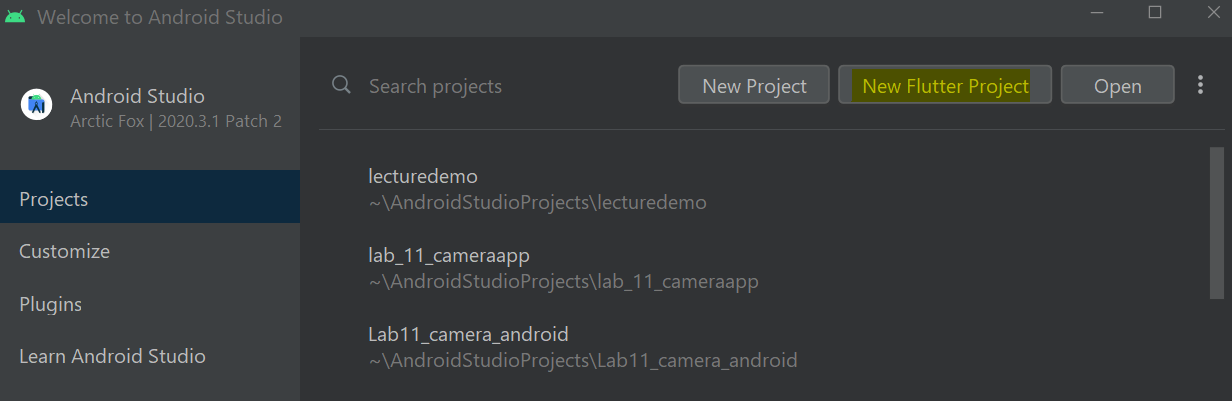 Welcome to Android Studio
Android Studio
Arctic Fox | 2020.3.1 Patch 2
Projects
Customize
Plugins
Learn Android Studio
Search projects
New Project
New Flutter Project
Open
lecturedemo
~\AndroidStudioProjects\lecturedemo
lab_11_cameraapp
~\AndroidStudioProjects\lab_11_cameraapp
Lab11_camera_android
~\AndroidStudioProjects\Lab11_camera_android